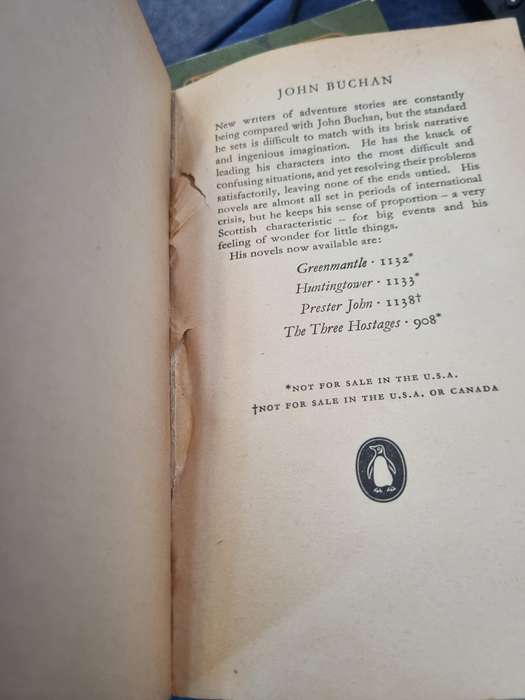 JOHN BUCHAN
New writers of adventure stories are constantly
being compared with John Buchan, but the standard
he sets is difficult to match with its brisk narrative
and ingenious imagination. He has the knack of
leading his characters into the most difficult and
confusing situations, and yet resolving their problems
satisfactorily, leaving none of the ends untied. His
novels are almost all set in periods of international
crisis, but he keeps his sense of proportion – a very
Scottish characteristic – for big events and his
feeling of wonder for little things.
His novels now available are:
Greenmantle · 1132*
Huntingtower · 1133*
Prester John · 1138†
The Three Hostages · 908*
*NOT FOR SALE IN THE U.S.A.
†NOT FOR SALE IN THE U.S.A. OR CANADA